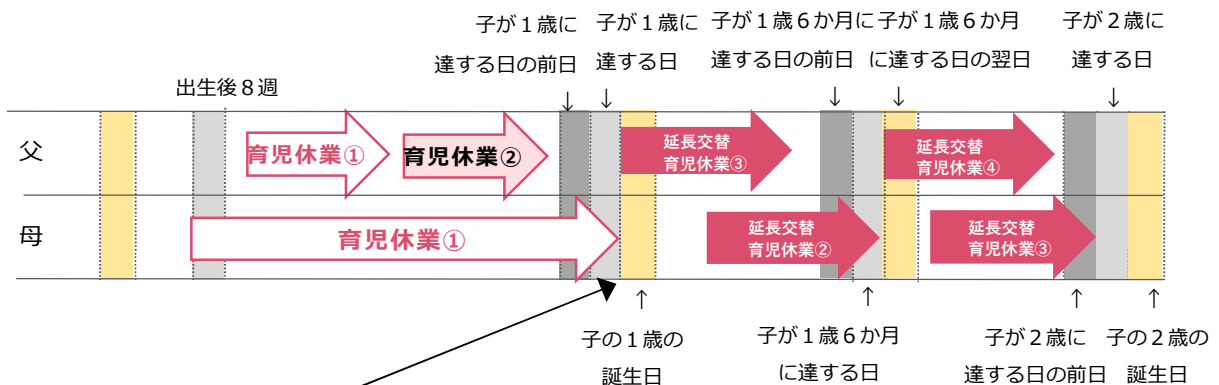 子が１歳に
達する日の前日
子が１歳に
達する日
子が１歳６か月に
達する日の前日
子が１歳６か月
に達する日の翌日
子が２歳に
達する日
出生後８週
↓
↓
↓
↓
↓
父
育児休業①
育児休業②
延長交替
育児休業③
延長交替
育児休業④
母
育児休業①
延長交替
育児休業②
延長交替
育児休業③
↑
↑
↑
↑
子の１歳の
誕生日
子が１歳６か月
に達する日
子が２歳に
達する日の前日
子の２歳の
誕生日